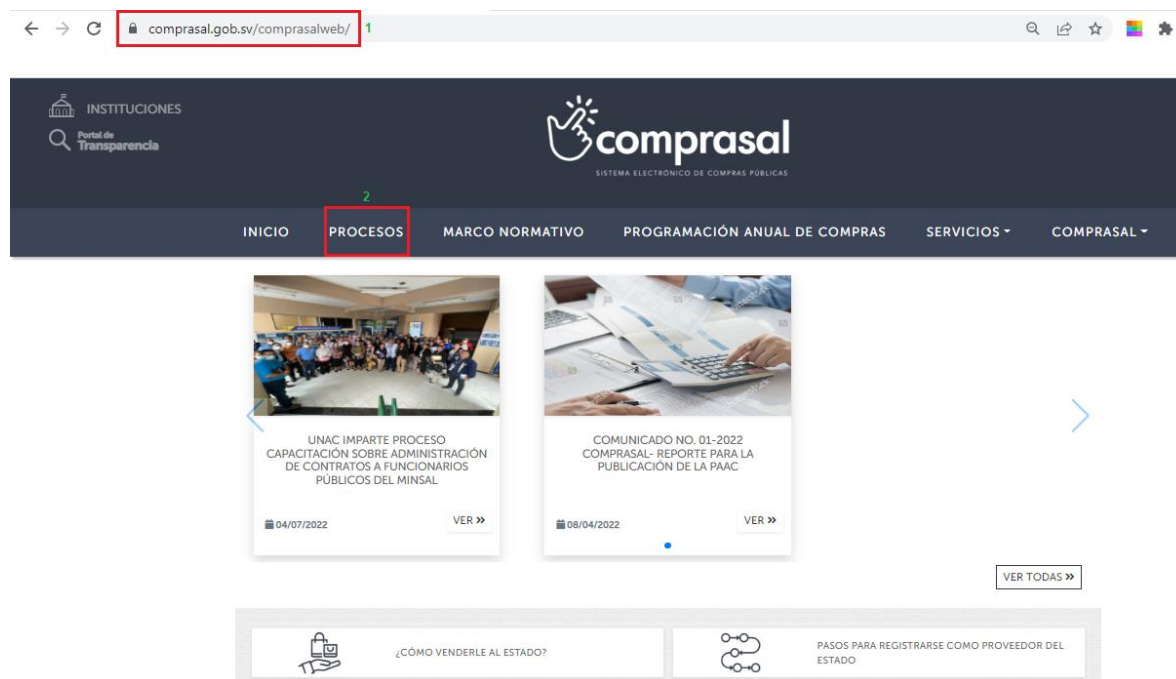 comprasal.gob.sv/comprasalweb/ 1
INSTITUCIONES
Portal de
Transparencia
comprasal
SISTEMA ELECTRÓNICO DE COMPRAS PÚBLICAS
2
INICIO PROCESOS MARCO NORMATIVO PROGRAMACIÓN ANUAL DE COMPRAS SERVICIOS COMPRASAL
UNAC IMPARTE PROCESO
CAPACITACIÓN SOBRE ADMINISTRACIÓN
DE CONTRATOS A FUNCIONARIOS
PÚBLICOS DEL MINSAL
04/07/2022 VER »
COMUNICADO NO. 01-2022
COMPRASAL- REPORTE PARA LA
PUBLICACIÓN DE LA PAAC
08/04/2022 VER »
VER TODAS »
¿CÓMO VENDERLE AL ESTADO?
PASOS PARA REGISTRARSE COMO PROVEEDOR DEL
ESTADO